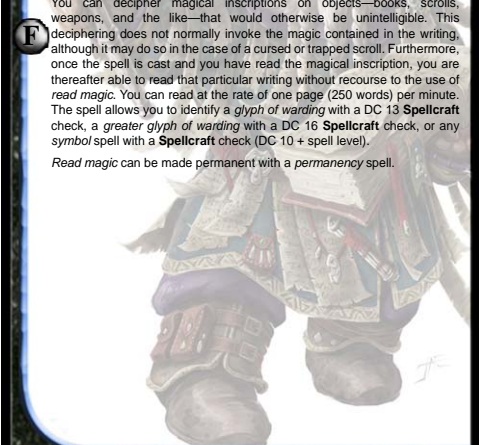 You can decipher magical inscriptions on objects—books, scrolls,
weapons, and the like—that would otherwise be unintelligible. This
F
deciphering does not normally invoke the magic contained in the writing,
although it may do so in the case of a cursed or trapped scroll. Furthermore,
once the spell is cast and you have read the magical inscription, you are
thereafter able to read that particular writing without recourse to the use of
read magic. You can read at the rate of one page (250 words) per minute.
The spell allows you to identify a glyph of warding with a DC 13 Spellcraft
check, a greater glyph of warding with a DC 16 Spellcraft check, or any
symbol spell with a Spellcraft check (DC 10 + spell level).
Read magic can be made permanent with a permanency spell.